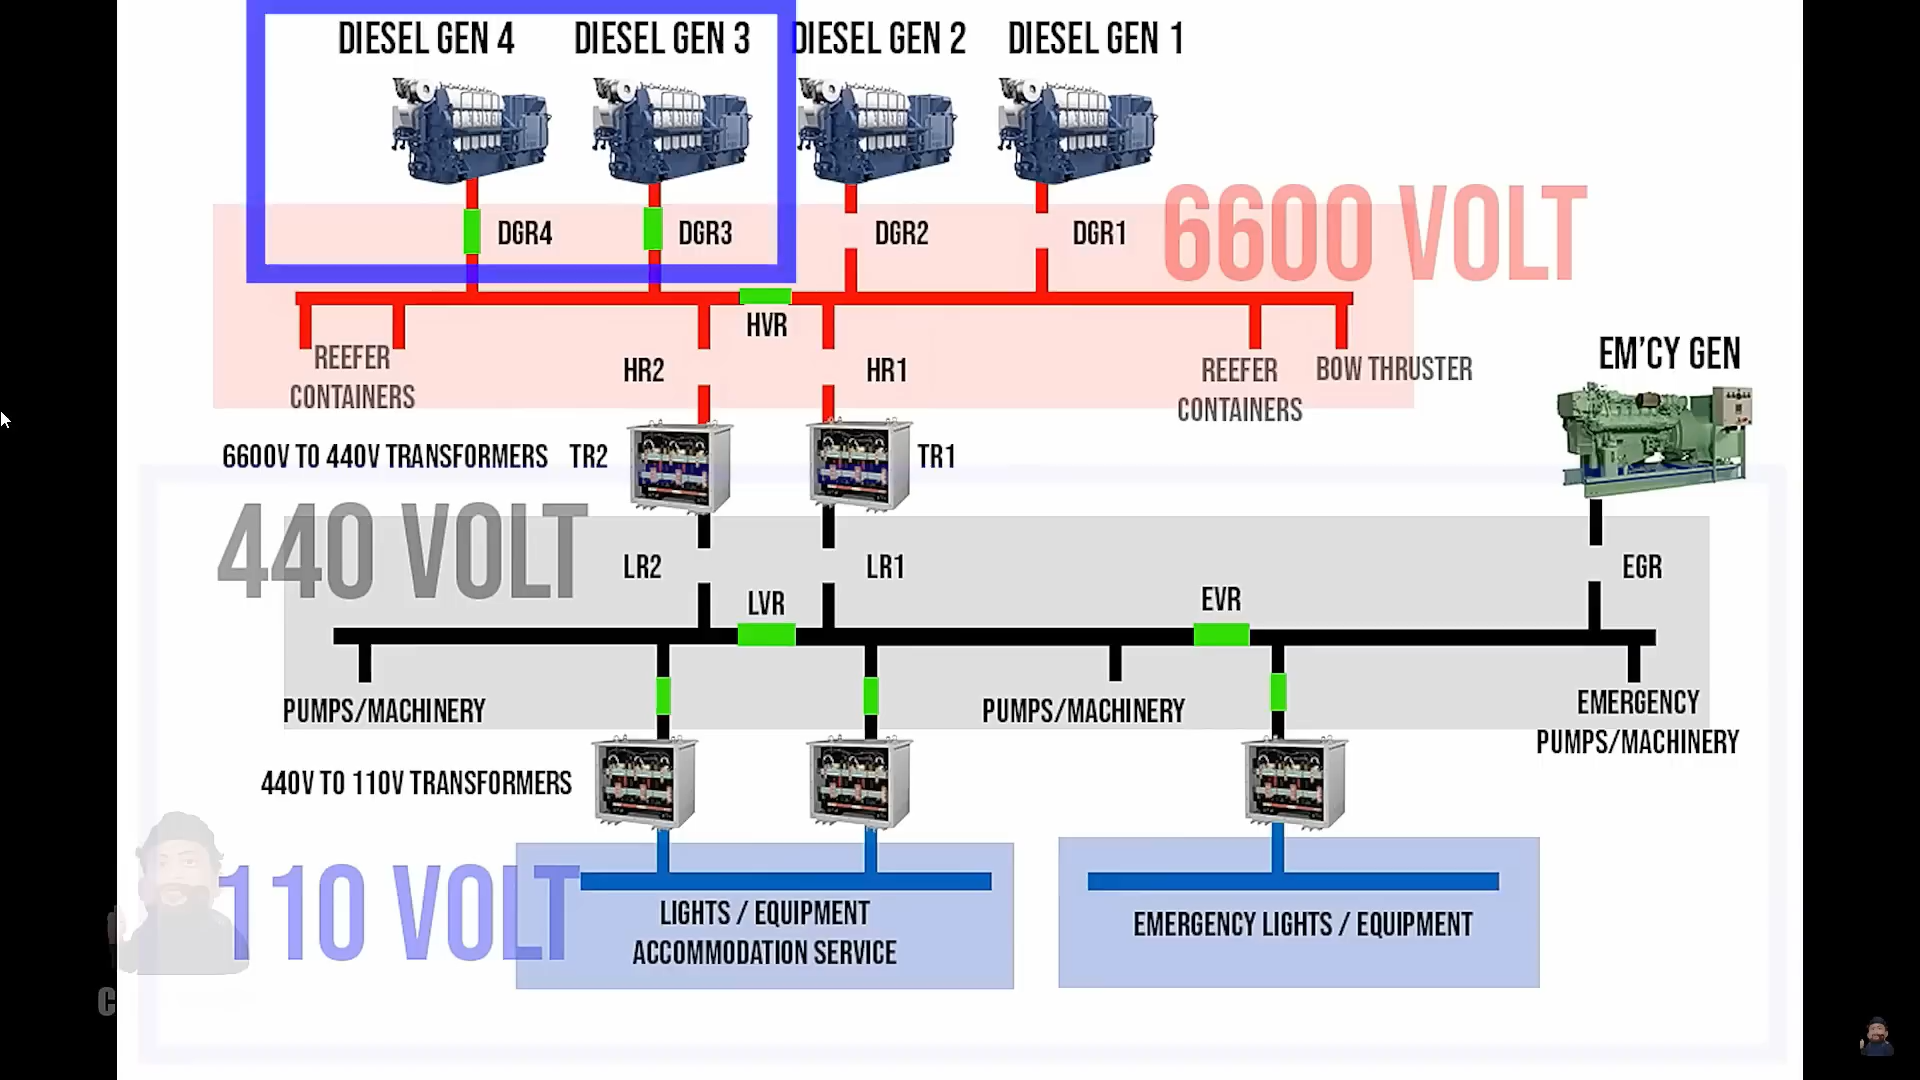 DIESEL GEN 4
DIESEL GEN 3
DIESEL GEN 2
DIESEL GEN 1
DGR4
DGR3
DGR2
DGR1
6600 VOLT
HVR
HR2
HR1
REEFER
CONTAINERS
REEFER
CONTAINERS
BOW THRUSTER
EM'CY GEN
6600V TO 440V TRANSFORMERS
TR2
TR1
440 VOLT
LR2
LR1
LVR
EVR
EGR
PUMPS/MACHINERY
PUMPS/MACHINERY
EMERGENCY
PUMPS/MACHINERY
440V TO 110V TRANSFORMERS
110 VOLT
LIGHTS / EQUIPMENT
ACCOMMODATION SERVICE
EMERGENCY LIGHTS / EQUIPMENT